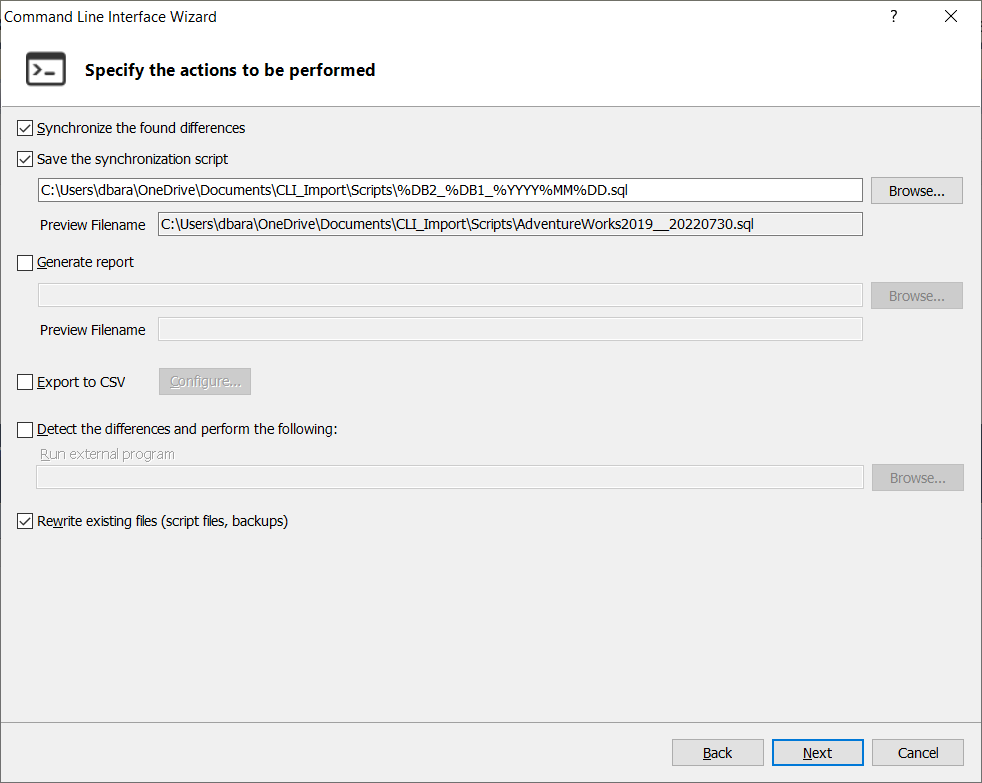 Command Line Interface Wizard
?
>_
Specify the actions to be performed
Synchronize the found differences
Save the synchronization script
C:\Users\dbara\OneDrive\Documents\CLI_Import\Scripts\%DB2_%DB1_%YYYY%MM%DD.sql
Browse...
Preview Filename
C:\Users\dbara\OneDrive\Documents\CLI_Import\Scripts\AdventureWorks2019__20220730.sql
Generate report
Browse...
Preview Filename
Export to CSV
Configure...
Detect the differences and perform the following:
Run external program
Browse...
Rewrite existing files (script files, backups)
Back
Next
Cancel